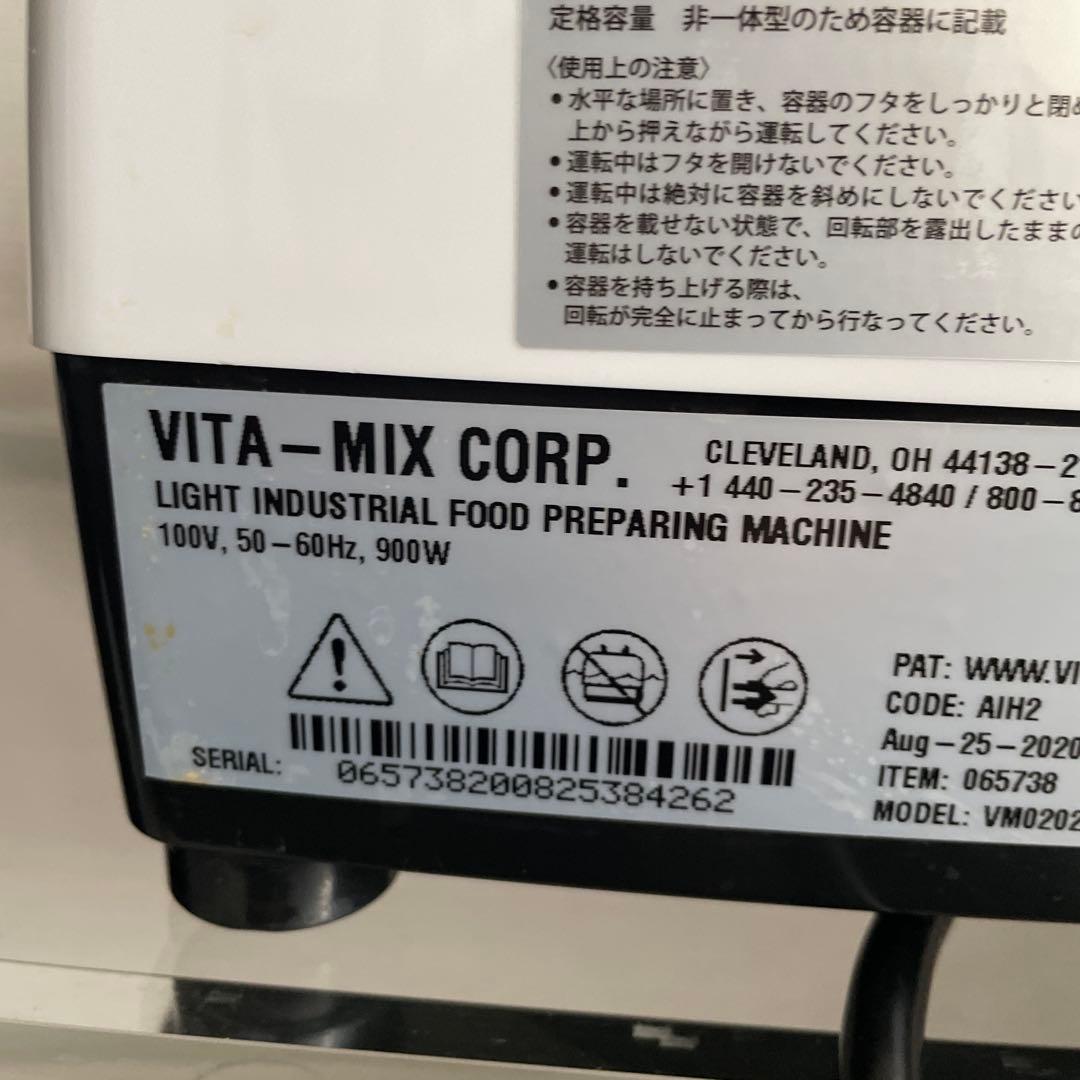 定格容量 非一体型のため容器に記載
〈使用上の注意〉
•水平な場所に置き、容器のフタをしっかりと閉め
上から押えながら運転してください。
•運転中はフタを開けないでください。
•運転中は絶対に容器を斜めにしないでください
•容器を載せない状態で、回転部を露出したままの
運転はしないでください。
•容器を持ち上げる際は、
回転が完全に止まってから行なってください。
VITA-MIX CORP.
CLEVELAND, OH 44138-2
+1 440-235-4840 / 800-8
LIGHT INDUSTRIAL FOOD PREPARING MACHINE
100V, 50-60Hz, 900W
PAT: WWW.VI
CODE: AIH2
Aug-25-2020
ITEM: 065738
MODEL: VM0202
SERIAL: 065738200825384262